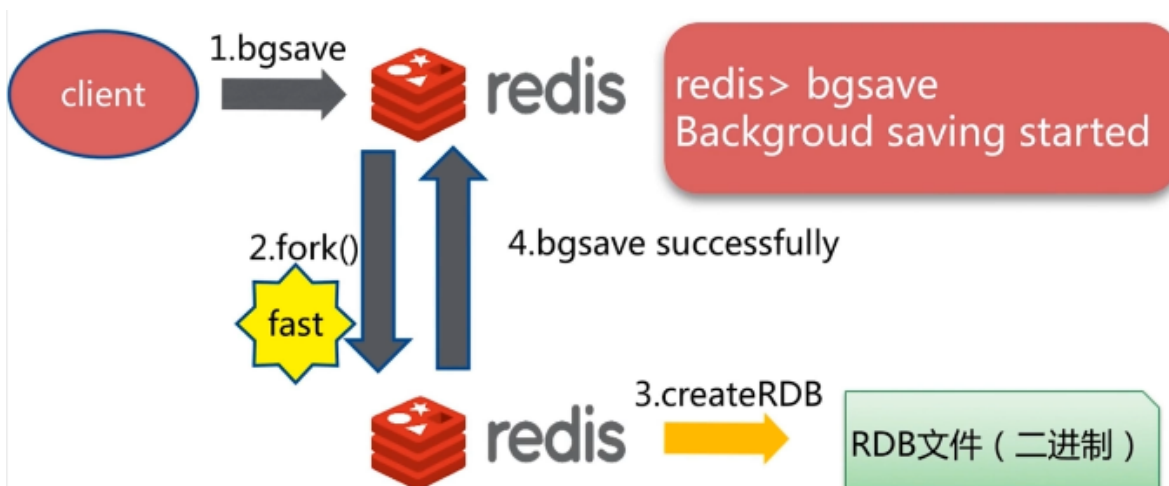 1.bgsave
client
redis
redis> bgsave
Backgroud saving started
2.fork()
fast
4.bgsave successfully
redis
3.createRDB
RDB文件（二进制）